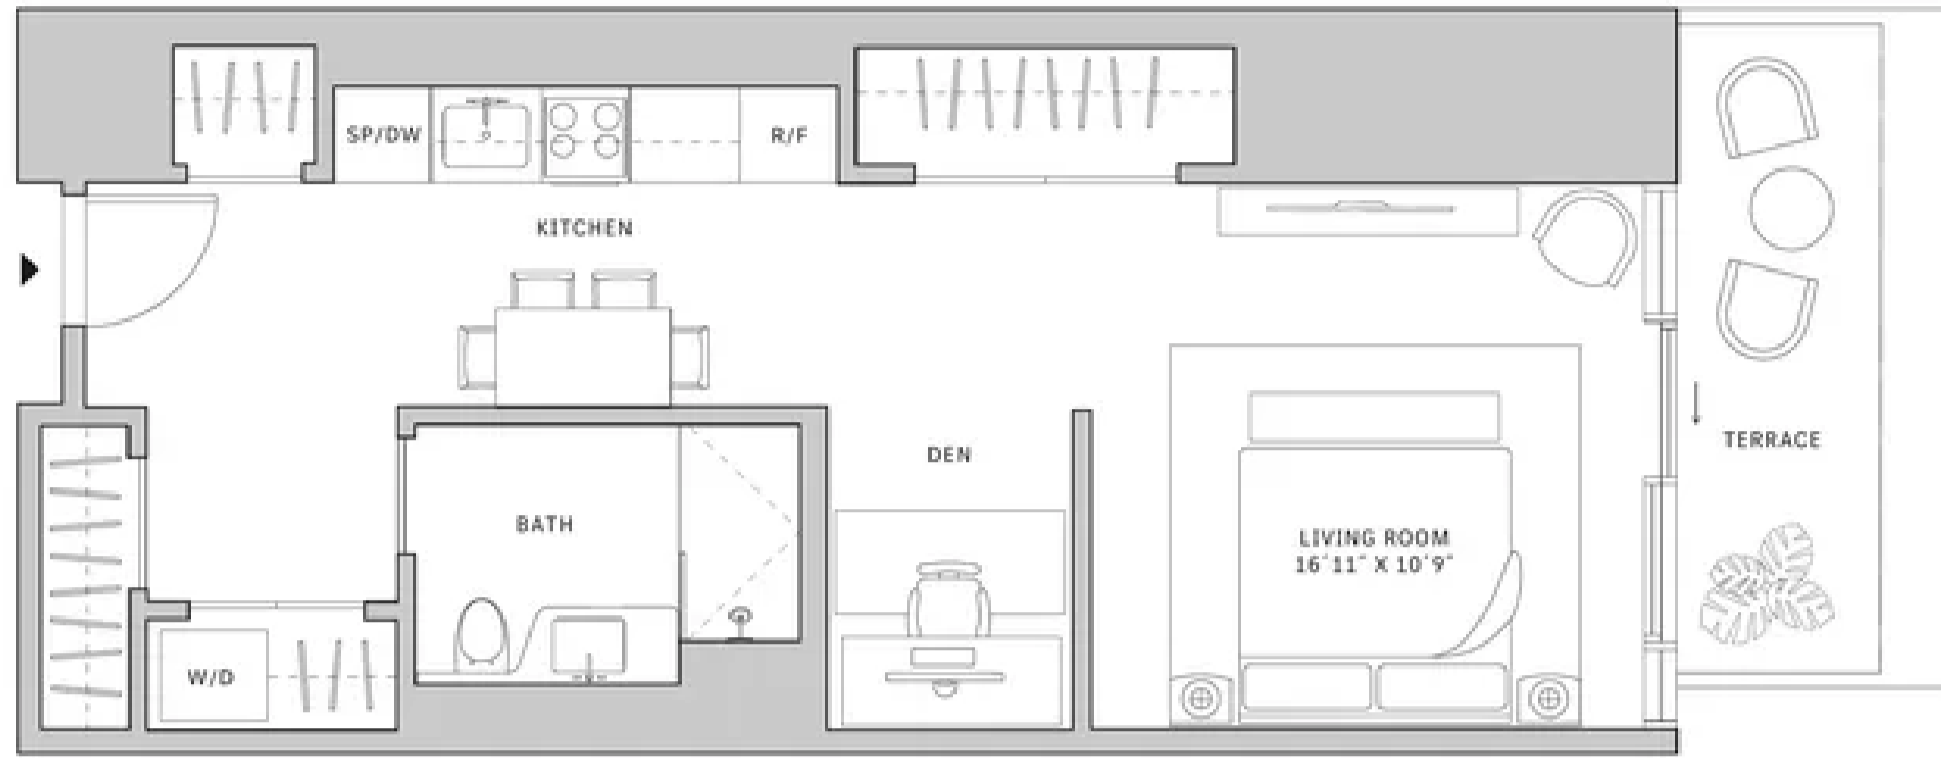 SP/DW
R/F
KITCHEN
DEN
TERRACE
BATH
LIVING ROOM
16´11˝ X 10´9˝
W/D